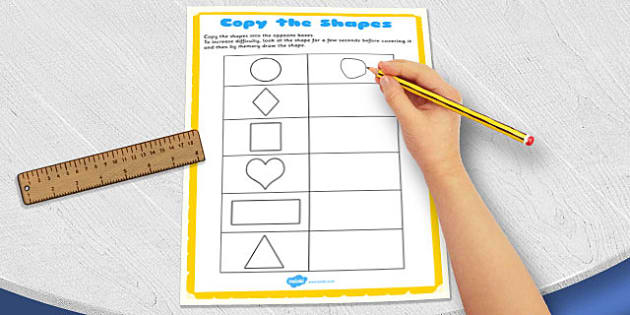 Copy the Shapes
Copy the shapes into the opposite boxes.
To increase difficulty, look at the shape for a few seconds before covering it
and then by memory draw the shape.
twinkl